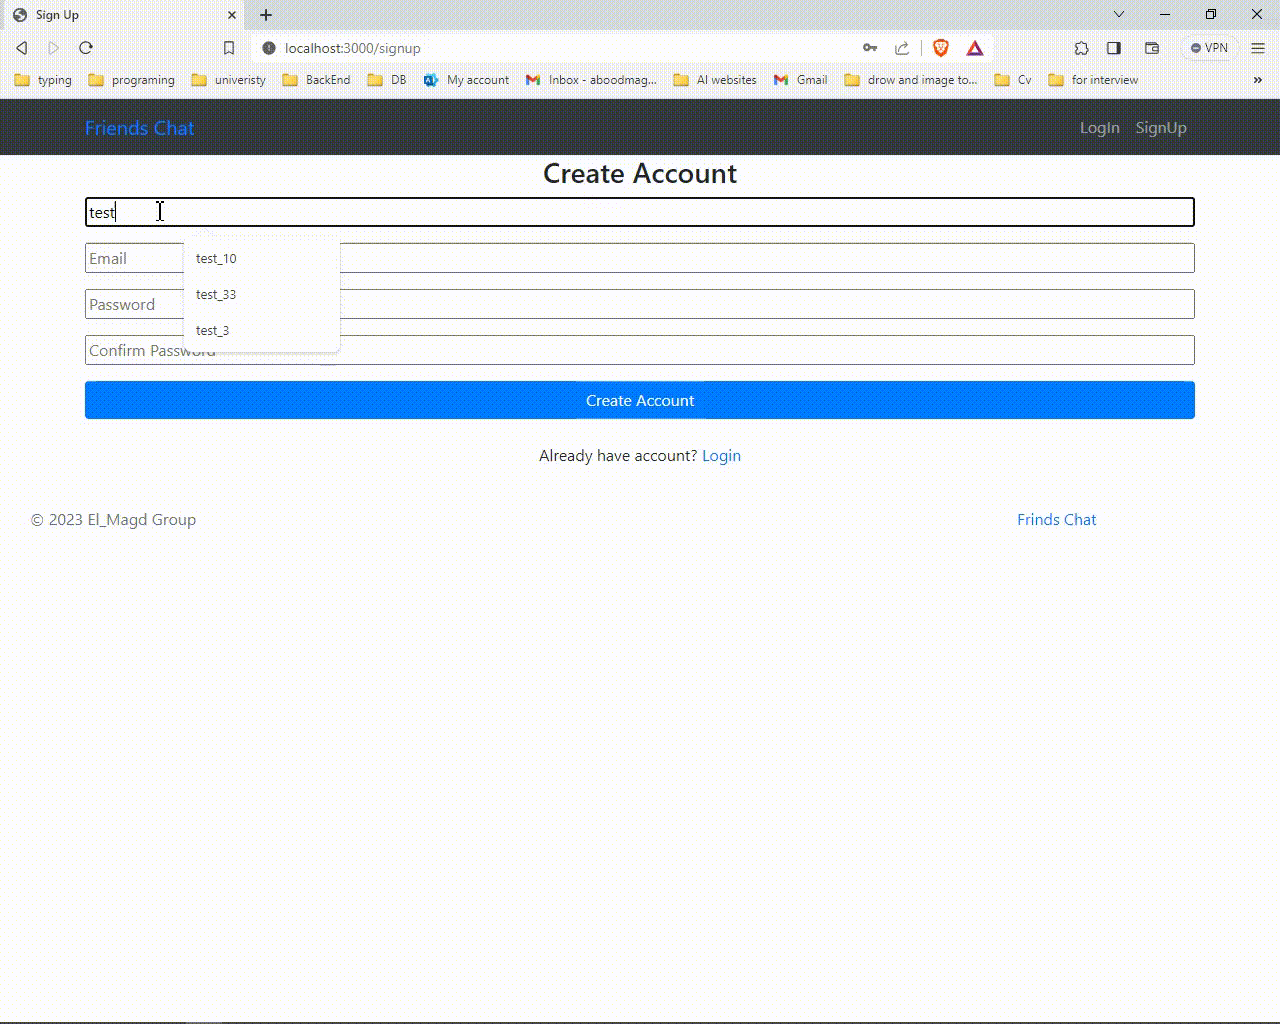 Sign Up
localhost:3000/signup
VPN
typing programing univeristy BackEnd DB My account Inbox - aboodmag... AI websites Gmail drow and image to... Cv for interview »
Friends Chat LogIn SignUp
Create Account
test
Email
test_10
Password
test_33
test_3
Confirm Password
Create Account
Already have account? Login
© 2023 El_Magd Group Frinds Chat